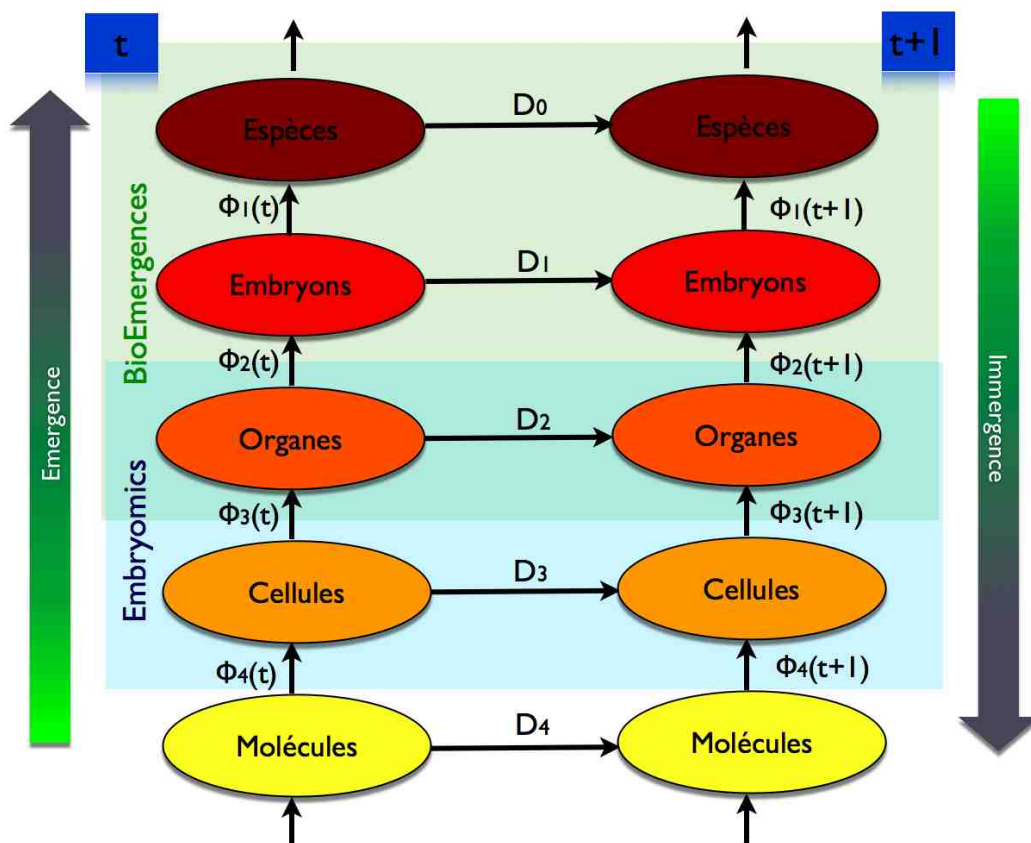 t
t+1
Espèces
D0
Espèces
Φ1(t)
Φ1(t+1)
Embryons
D1
Embryons
Φ2(t)
Φ2(t+1)
Organes
D2
Organes
Φ3(t)
Φ3(t+1)
Cellules
D3
Cellules
Φ4(t)
Φ4(t+1)
Molécules
D4
Molécules
BioEmergences
Embryomics
Emergence
Immergence